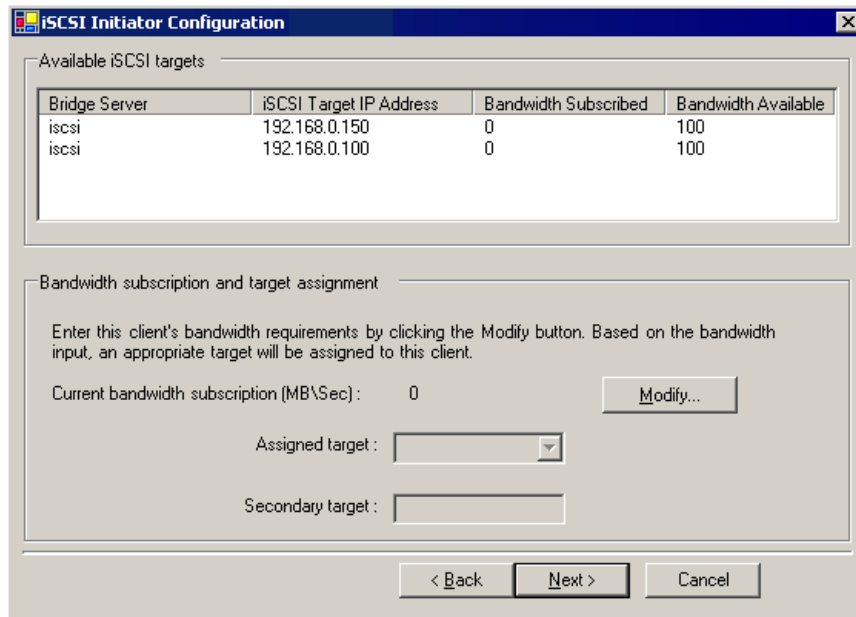 iSCSI Initiator Configuration
Available iSCSI targets
Bridge Server iSCSI Target IP Address Bandwidth Subscribed Bandwidth Available
iscsi 192.168.0.150 0 100
iscsi 192.168.0.100 0 100
Bandwidth subscription and target assignment
Enter this client's bandwidth requirements by clicking the Modify button. Based on the bandwidth
input, an appropriate target will be assigned to this client.
Current bandwidth subscription (MB\Sec) : 0 Modify...
Assigned target :
Secondary target :
< Back Next > Cancel